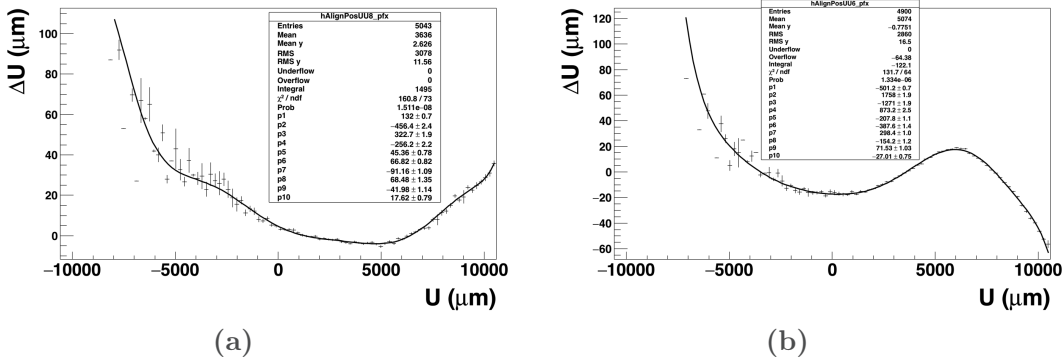 hAlignPosUU8_pfx
Entries 5043
Mean 3636
Mean y 2.626
RMS 3078
RMS y 11.56
Underflow 0
Overflow 0
Integral 1495
χ² / ndf 160.8 / 73
Prob 1.511e−08
p1 132 ± 0.7
p2 −456.4 ± 2.4
p3 322.7 ± 1.9
p4 −256.2 ± 2.2
p5 45.36 ± 0.78
p6 66.82 ± 0.82
p7 −91.16 ± 1.09
p8 68.48 ± 1.35
p9 −41.98 ± 1.14
p10 17.62 ± 0.79
ΔU (μm)
100
80
60
40
20
0
−10000 −5000 0 5000 10000
U (μm)
(a)
hAlignPosUU6_pfx
Entries 4900
Mean 5074
Mean y −0.7751
RMS 2860
RMS y 16.5
Underflow 0
Overflow −64.38
Integral −122.1
χ² / ndf 131.7 / 64
Prob 1.334e−06
p1 −501.2 ± 0.7
p2 1758 ± 1.9
p3 −1271 ± 1.9
p4 873.2 ± 2.5
p5 −207.8 ± 1.1
p6 −387.6 ± 1.4
p7 298.4 ± 1.0
p8 −154.2 ± 1.2
p9 71.53 ± 1.03
p10 −27.01 ± 0.75
ΔU (μm)
120
100
80
60
40
20
0
−20
−40
−60
−10000 −5000 0 5000 10000
U (μm)
(b)